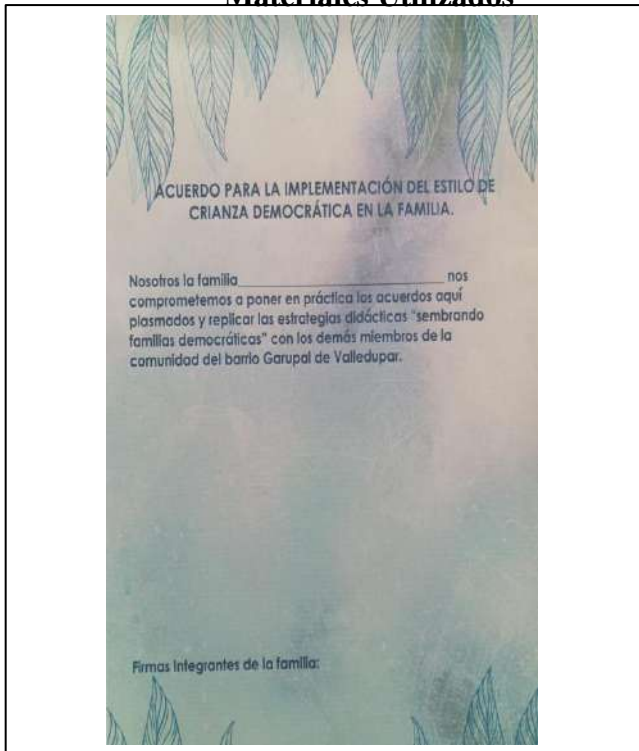 Materiales Utilizados
ACUERDO PARA LA IMPLEMENTACIÓN DEL ESTILO DE
CRIANZA DEMOCRÁTICA EN LA FAMILIA.
Nosotros la familia______________________________ nos
comprometemos a poner en práctica los acuerdos aquí
plasmados y replicar las estrategias didácticas "sembrando
familias democráticas" con los demás miembros de la
comunidad del barrio Garupal de Valledupar.
Firmas Integrantes de la familia: